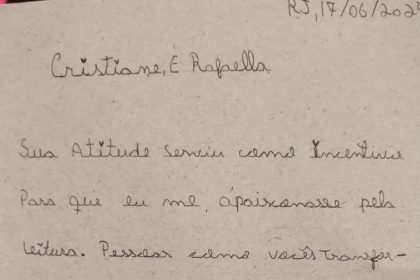 RJ, 17/06/202
Cristiane, E Rafaella
Sua Atitude Serviu como Incentivo
Para que eu me, apaixonasse pela
Leitura. Pessoas como vocês transfor-